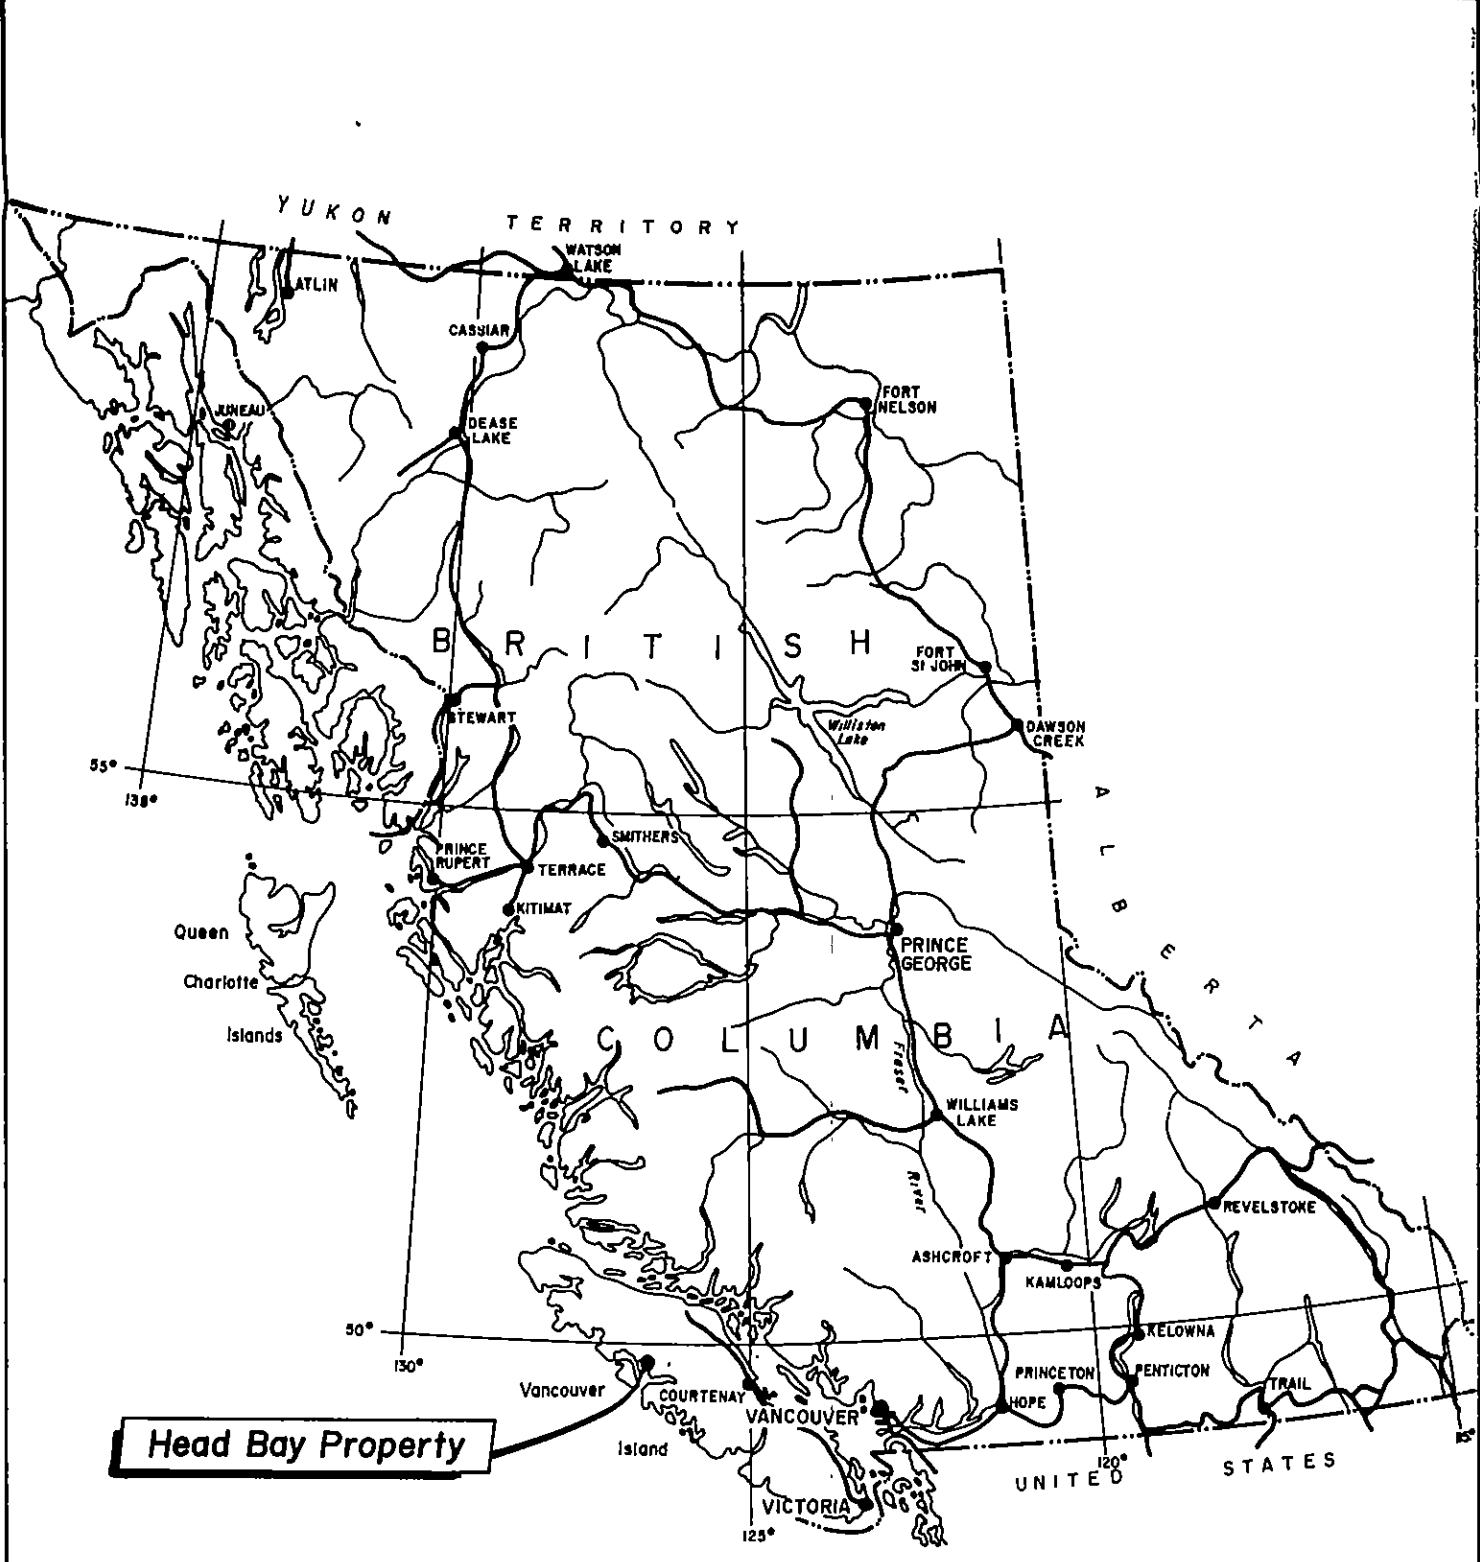 YUKON TERRITORY
WATSON
LAKE
ATLIN
CASSIAR
FORT
NELSON
JUNEAU
DEASE
LAKE
BRITISH
FORT
St JOHN
STEWART
Williston
Lake
DAWSON
CREEK
55°
138°
ALBERTA
SMITHERS
PRINCE
RUPERT
TERRACE
KITIMAT
Queen
Charlotte
Islands
PRINCE
GEORGE
COLUMBIA
Fraser
River
WILLIAMS
LAKE
REVELSTOKE
ASHCROFT
KAMLOOPS
50°
130°
KELOWNA
PRINCETON
PENTICTON
Vancouver
Island
COURTENAY
TRAIL
HOPE
VANCOUVER
Head Bay Property
VICTORIA
125°
120°
115°
UNITED STATES